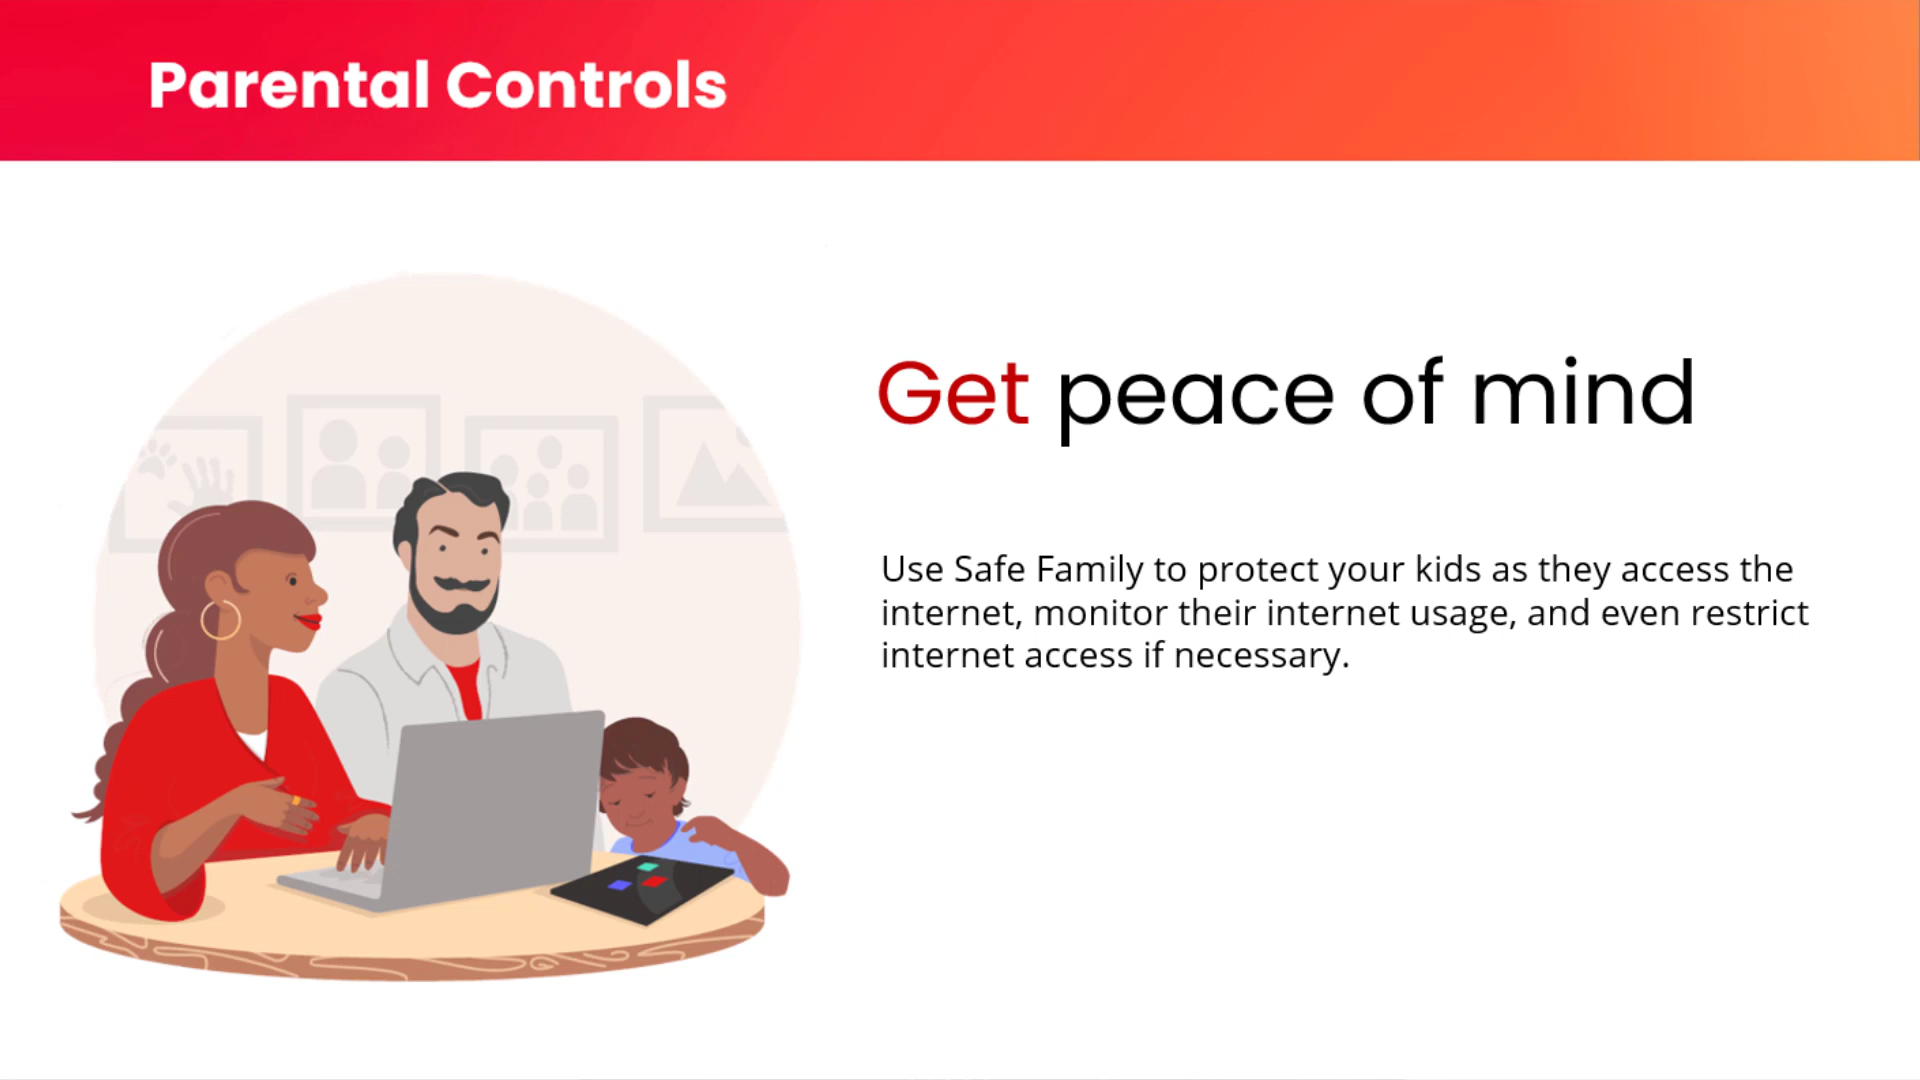 Parental Controls
Get peace of mind
Use Safe Family to protect your kids as they access the
internet, monitor their internet usage, and even restrict
internet access if necessary.